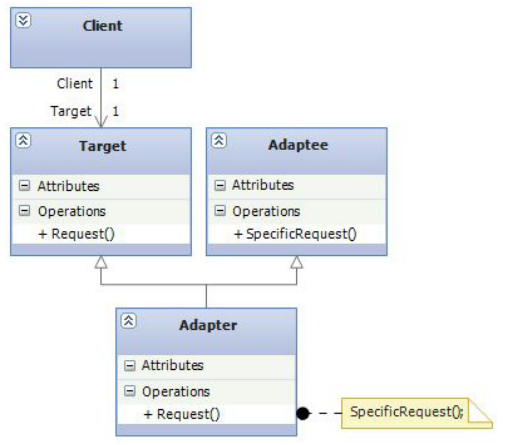 Client
Client 1
Target 1
Target
Attributes
Operations
+ Request()
Adaptee
Attributes
Operations
+ SpecificRequest()
Adapter
Attributes
Operations
+ Request()
SpecificRequest();